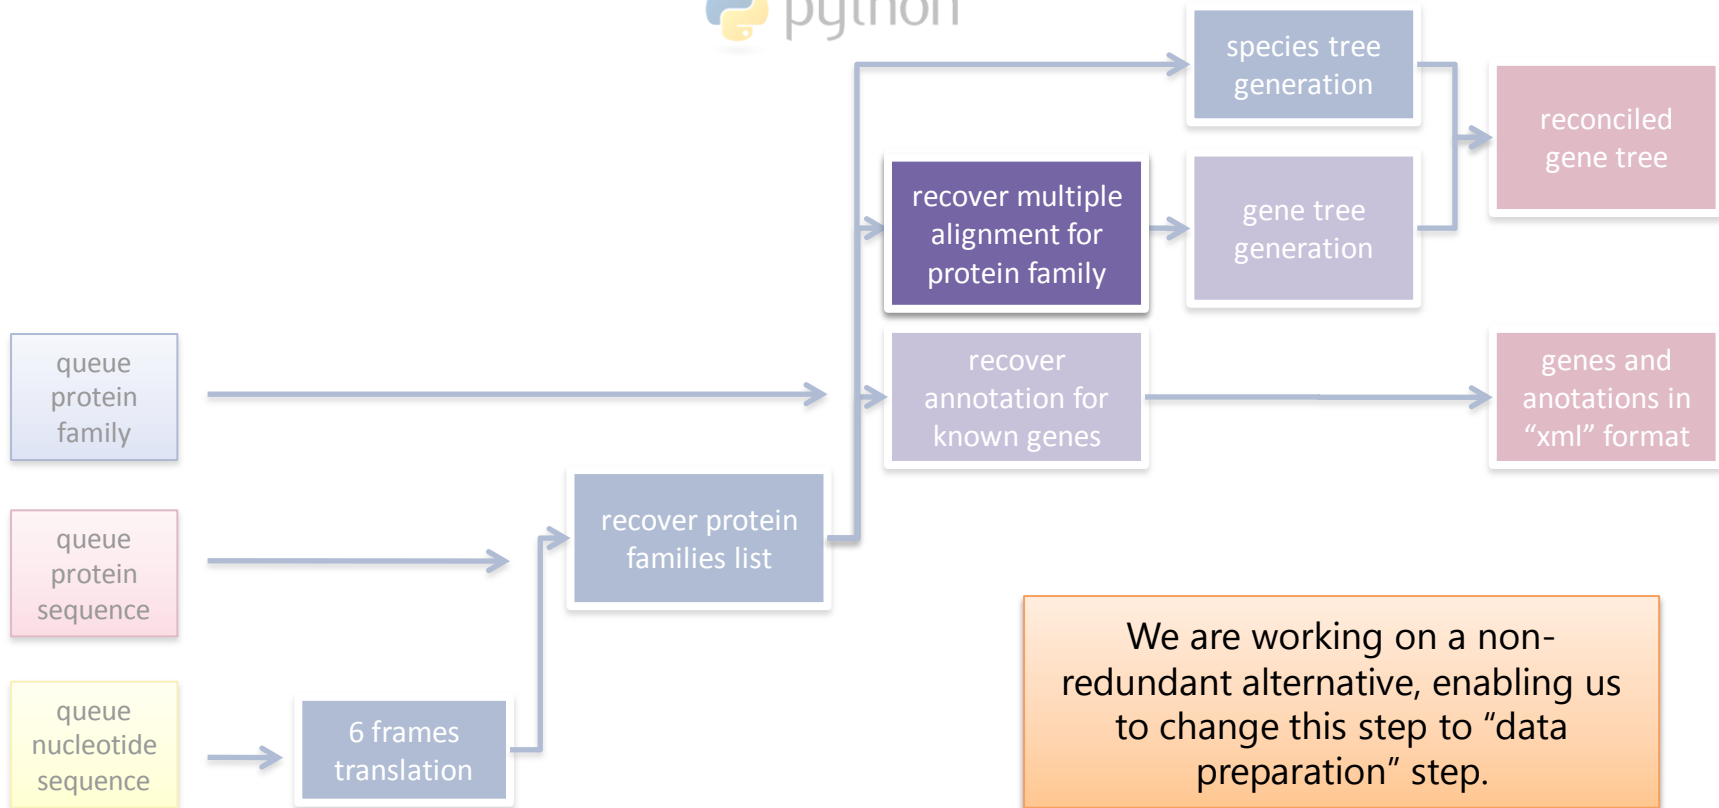 python
species tree
generation
reconciled
gene tree
recover multiple
alignment for
protein family
gene tree
generation
queue
protein
family
recover
annotation for
known genes
genes and
anotations in
“xml” format
queue
protein
sequence
recover protein
families list
queue
nucleotide
sequence
6 frames
translation
We are working on a non-
redundant alternative, enabling us
to change this step to “data
preparation” step.